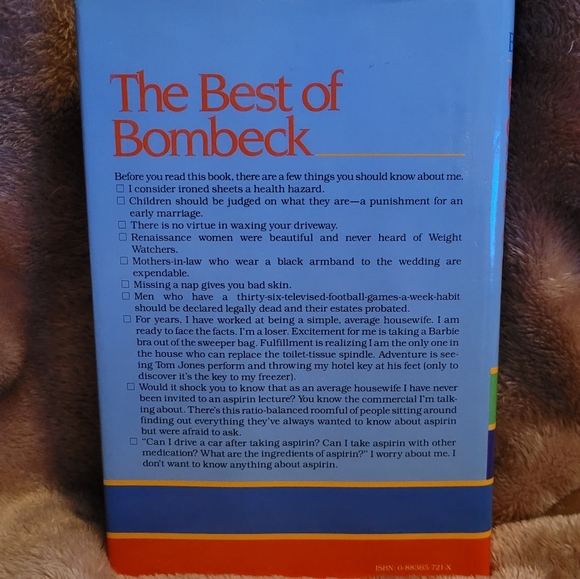 The Best of
Bombeck
Before you read this book, there are a few things you should know about me.
☐ I consider ironed sheets a health hazard.
☐ Children should be judged on what they are—a punishment for an
early marriage.
☐ There is no virtue in waxing your driveway.
☐ Renaissance women were beautiful and never heard of Weight
Watchers.
☐ Mothers-in-law who wear a black armband to the wedding are
expendable.
☐ Missing a nap gives you bad skin.
☐ Men who have a thirty-six-televised-football-games-a-week-habit
should be declared legally dead and their estates probated.
☐ For years, I have worked at being a simple, average housewife. I am
ready to face the facts. I'm a loser. Excitement for me is taking a Barbie
bra out of the sweeper bag. Fulfillment is realizing I am the only one in
the house who can replace the toilet-tissue spindle. Adventure is see-
ing Tom Jones perform and throwing my hotel key at his feet (only to
discover it's the key to my freezer).
☐ Would it shock you to know that as an average housewife I have never
been invited to an aspirin lecture? You know the commercial I'm talk-
ing about. There's this ratio-balanced roomful of people sitting around
finding out everything they've always wanted to know about aspirin
but were afraid to ask.
☐ "Can I drive a car after taking aspirin? Can I take aspirin with other
medication? What are the ingredients of aspirin?" I worry about me. I
don't want to know anything about aspirin.
ISBN: 0-88365-721-X